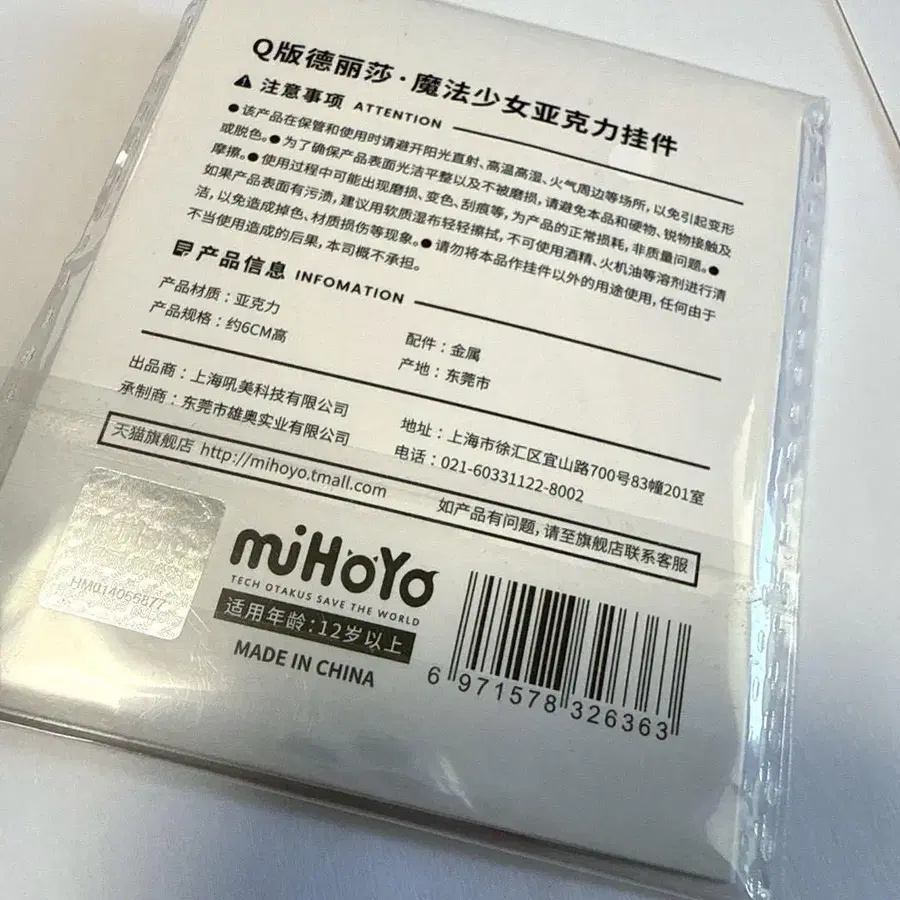 Q版德丽莎·魔法少女亚克力挂件
注意事项 ATTENTION
●该产品在保管和使用时请避开阳光直射、高温高湿、火气周边等场所,以免引起变形
或脱色。●为了确保产品表面光洁平整以及不被磨损,请避免本品和硬物、锐物接触及
摩擦。●使用过程中可能出现磨损、变色、刮痕等,为产品的正常损耗,非质量问题。●
如果产品表面有污渍,建议用软质湿布轻轻擦拭,不可使用酒精、火机油等溶剂进行清
洁,以免造成掉色、材质损伤等现象。●请勿将本品作挂件以外的用途使用,任何由于
不当使用造成的后果,本司概不承担。
产品信息 INFOMATION
产品材质:亚克力
配件:金属
产品规格:约6CM高
产地:东莞市
出品商:上海吼美科技有限公司
地址:上海市徐汇区宜山路700号83幢201室
承制商:东莞市雄奥实业有限公司
电话:021-60331122-8002
天猫旗舰店 http://mihoyo.tmall.com
如产品有问题,请至旗舰店联系客服
HM014056877
miHoYo
TECH OTAKUS SAVE THE WORLD
适用年龄:12岁以上
MADE IN CHINA
6 971578 326363